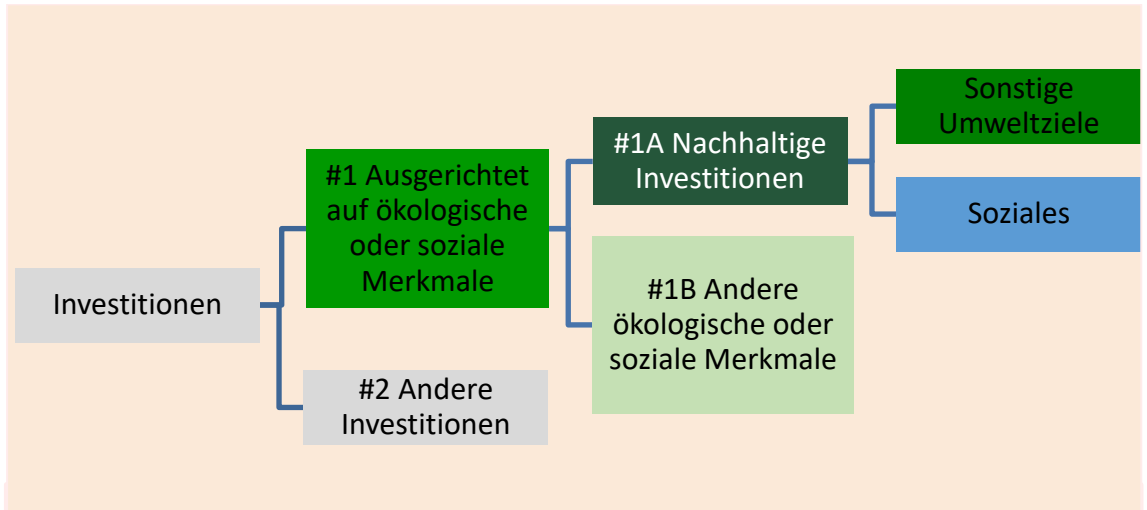 Investitionen
#1 Ausgerichtet
auf ökologische
oder soziale
Merkmale
#2 Andere
Investitionen
#1A Nachhaltige
Investitionen
#1B Andere
ökologische oder
soziale Merkmale
Sonstige
Umweltziele
Soziales